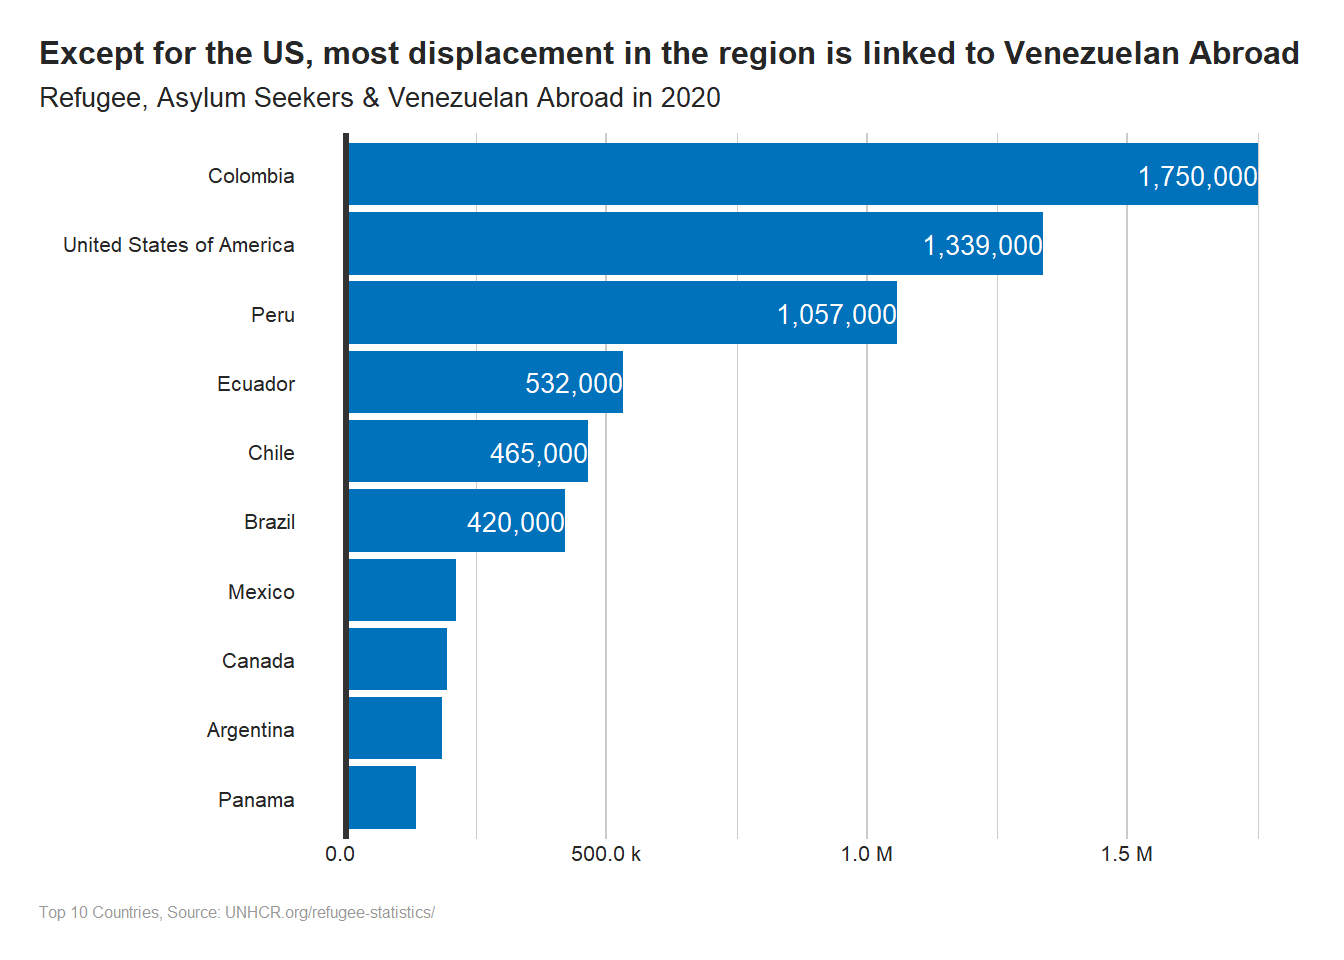 Except for the US, most displacement in the region is linked to Venezuelan Abroad
Refugee, Asylum Seekers & Venezuelan Abroad in 2020
Colombia 1,750,000
United States of America 1,339,000
Peru 1,057,000
Ecuador 532,000
Chile 465,000
Brazil 420,000
Mexico
Canada
Argentina
Panama
0.0 500.0 k 1.0 M 1.5 M
Top 10 Countries, Source: UNHCR.org/refugee-statistics/